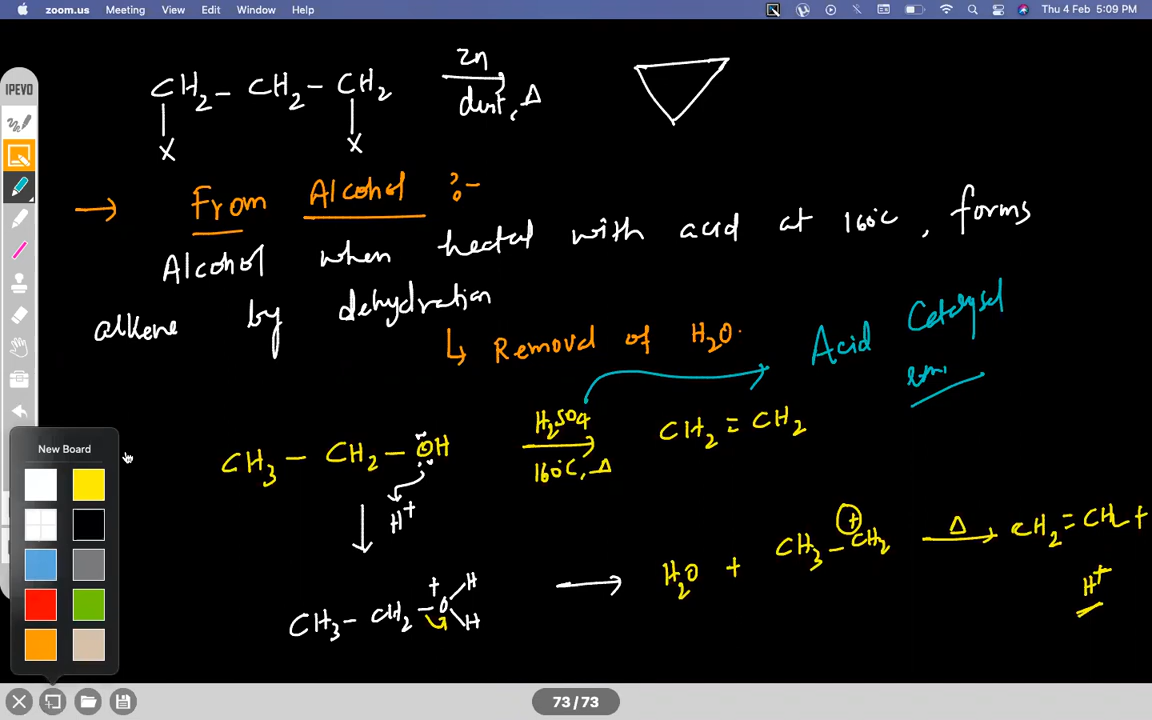 zoom.us Meeting View Edit Window Help Thu 4 Feb 5:09 PM
IPEVO
CH2 – CH2 – CH2
X X
Zn
dust, Δ
→ From Alcohol :-
Alcohol when heated with acid at 160°C , forms
alkene by dehydration
↳ Removal of H2O.
Acid Catalysed
CH3 – CH2 – OH
H+
H2SO4
160°C, Δ
CH2 = CH2
New Board
CH3 – CH2 – O
+
H
H
H2O + CH3 – CH2
+
Δ
CH2 = CH2 +
H+
73/73